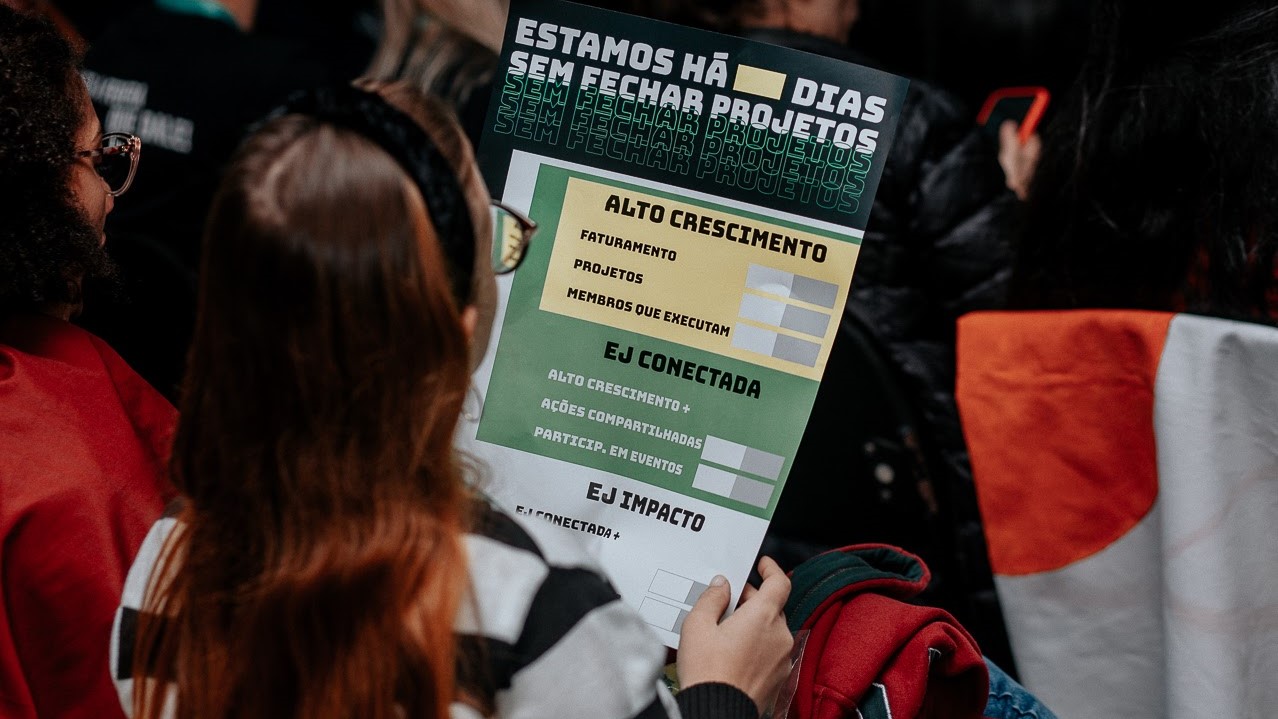 ESTAMOS HÁ DIAS
SEM FECHAR PROJETOS
SEM FECHAR PROJETOS
SEM FECHAR PROJETOS
SEM FECHAR PROJETOS
ALTO CRESCIMENTO
FATURAMENTO
PROJETOS
MEMBROS QUE EXECUTAM
EJ CONECTADA
ALTO CRESCIMENTO +
AÇÕES COMPARTILHADAS
PARTICIP. EM EVENTOS
EJ IMPACTO
EJ CONECTADA +